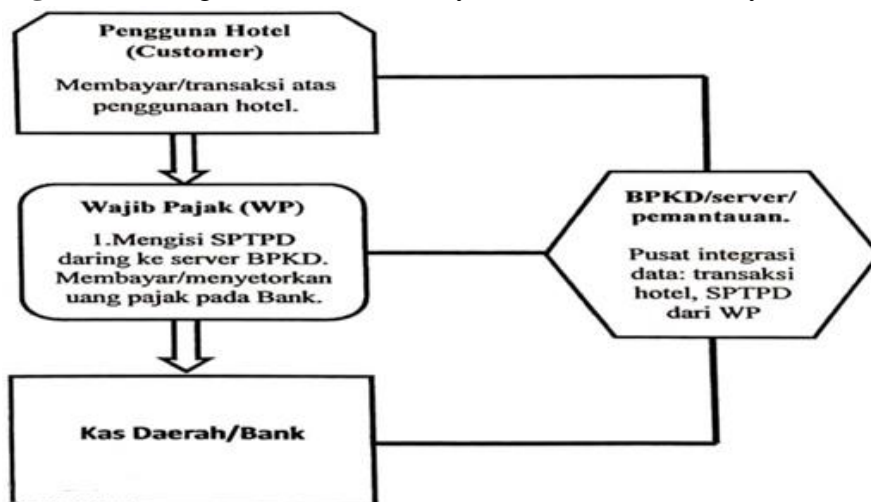 Pengguna Hotel
(Customer)
Membayar/transaksi atas
penggunaan hotel.
Wajib Pajak (WP)
1.Mengisi SPTPD
daring ke server BPKD.
Membayar/menyetorkan
uang pajak pada Bank.
BPKD/server/
pemantauan.
Pusat integrasi
data: transaksi
hotel, SPTPD
dari WP
Kas Daerah/Bank